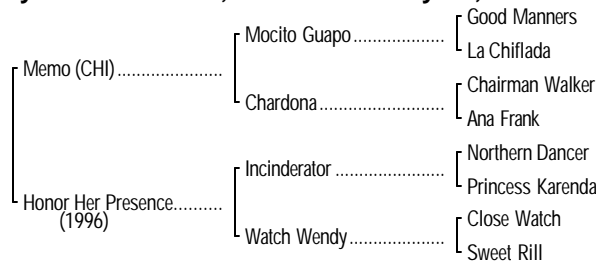 Good Manners
Mocito Guapo....................
La Chiflada
Memo (CHI)......................
Chairman Walker
Chardona...........................
Ana Frank
Northern Dancer
Incinderator .......................
Princess Karenda
Honor Her Presence..........
(1996)
Close Watch
Watch Wendy.....................
Sweet Rill